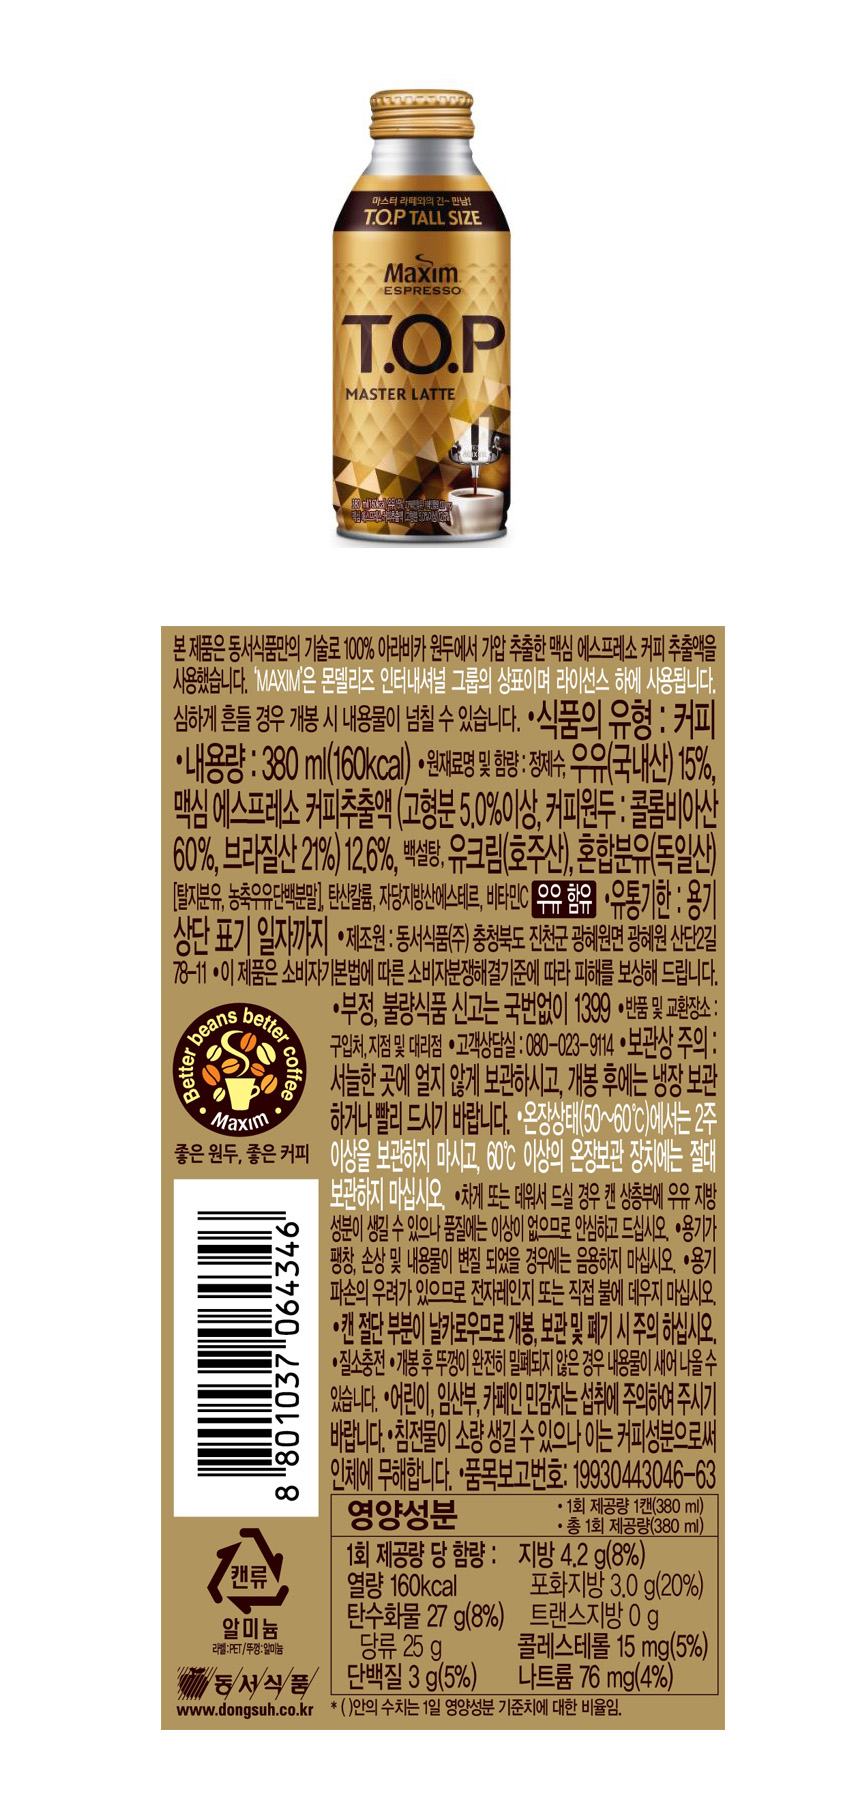 마스터 라떼와의 긴~ 만남!
T.O.P TALL SIZE
Maxim
ESPRESSO
T.O.P
MASTER LATTE
본 제품은 동서식품만의 기술로 100% 아라비카 원두에서 가압 추출한 맥심 에스프레소 커피 추출액을
사용했습니다. 'MAXIM'은 몬델리즈 인터내셔널 그룹의 상표이며 라이선스 하에 사용됩니다.
심하게 흔들 경우 개봉 시 내용물이 넘칠 수 있습니다. •식품의 유형 : 커피
•내용량 : 380 ml(160kcal) •원재료명 및 함량 : 정제수, 우유(국내산) 15%,
맥심 에스프레소 커피추출액 (고형분 5.0%이상, 커피원두 : 콜롬비아산
60%, 브라질산 21%) 12.6%, 백설탕, 유크림(호주산), 혼합분유(독일산)
[탈지분유, 농축우유단백분말], 탄산칼륨, 자당지방산에스테르, 비타민C 우유 함유 •유통기한 : 용기
상단 표기 일자까지 •제조원 : 동서식품(주) 충청북도 진천군 광혜원면 광혜원 산단2길
78-11 •이 제품은 소비자기본법에 따른 소비자분쟁해결기준에 따라 피해를 보상해 드립니다.
•부정, 불량식품 신고는 국번없이 1399 •반품 및 교환장소 :
구입처, 지점 및 대리점 •고객상담실 : 080-023-9114 •보관상 주의 :
서늘한 곳에 얼지 않게 보관하시고, 개봉 후에는 냉장 보관
하거나 빨리 드시기 바랍니다. •온장상태(50~60℃)에서는 2주
이상을 보관하지 마시고, 60℃ 이상의 온장보관 장치에는 절대
보관하지 마십시오. •차게 또는 데워서 드실 경우 캔 상층부에 우유 지방
성분이 생길 수 있으나 품질에는 이상이 없으므로 안심하고 드십시오. •용기가
팽창, 손상 및 내용물이 변질 되었을 경우에는 음용하지 마십시오. •용기
파손의 우려가 있으므로 전자레인지 또는 직접 불에 데우지 마십시오.
•캔 절단 부분이 날카로우므로 개봉, 보관 및 폐기 시 주의 하십시오.
•질소충전 •개봉 후 뚜껑이 완전히 밀폐되지 않은 경우 내용물이 새어 나올 수
있습니다. •어린이, 임산부, 카페인 민감자는 섭취에 주의하여 주시기
바랍니다. •침전물이 소량 생길 수 있으나 이는 커피성분으로써
인체에 무해합니다. •품목보고번호: 19930443046-63
Better beans better coffee
• Maxim •
좋은 원두, 좋은 커피
8 801037 064346
캔류
알미늄
라벨:PET/뚜껑:알미늄
동서식품
www.dongsuh.co.kr
영양성분
• 1회 제공량 1캔(380 ml)
• 총 1회 제공량(380 ml)
1회 제공량 당 함량 : 지방 4.2 g(8%)
열량 160kcal 포화지방 3.0 g(20%)
탄수화물 27 g(8%) 트랜스지방 0 g
당류 25 g 콜레스테롤 15 mg(5%)
단백질 3 g(5%) 나트륨 76 mg(4%)
* ( )안의 수치는 1일 영양성분 기준치에 대한 비율임.